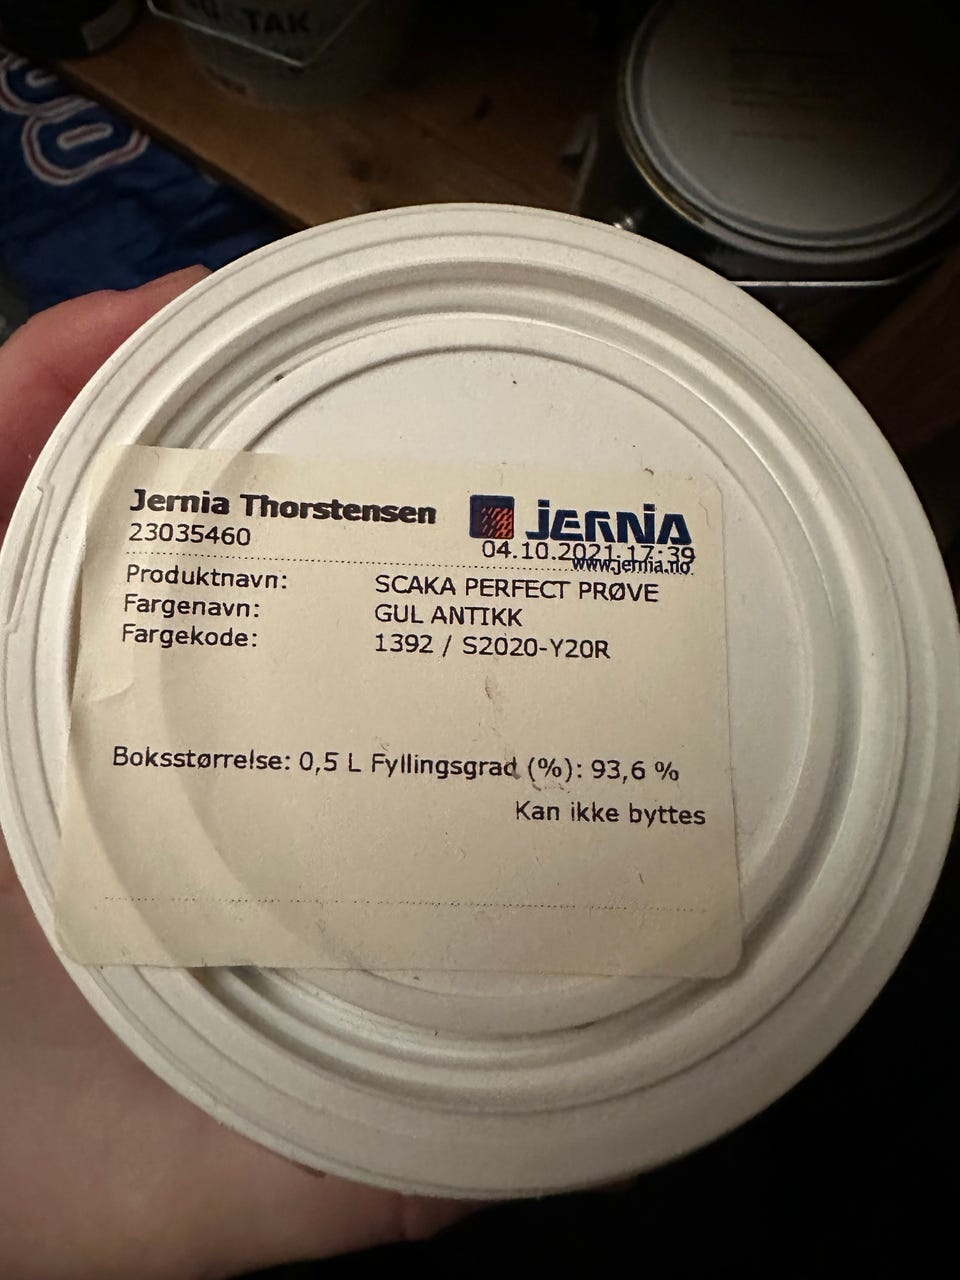 TAK
Jernia Thorstensen
JERNIA
23035460
04.10.2021 17:39
www.jernia.no
Produktnavn: SCAKA PERFECT PRØVE
Fargenavn: GUL ANTIKK
Fargekode: 1392 / S2020-Y20R
Boksstørrelse: 0,5 L Fyllingsgrad (%): 93,6 %
Kan ikke byttes